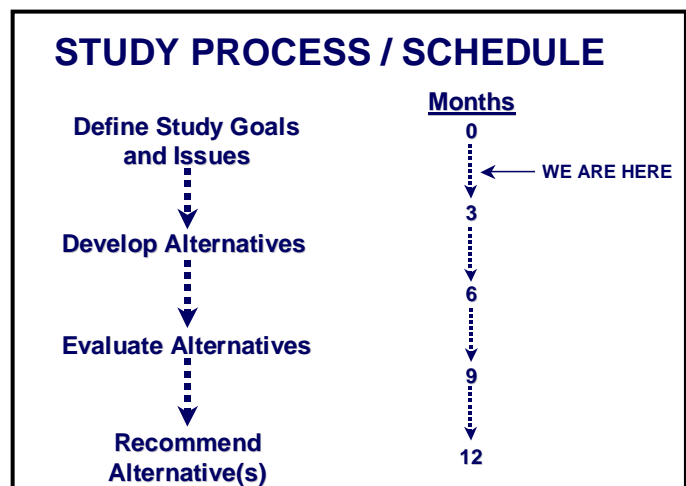 STUDY PROCESS / SCHEDULE
Define Study Goals
and Issues
Develop Alternatives
Evaluate Alternatives
Recommend
Alternative(s)
Months
0
WE ARE HERE
3
6
9
12